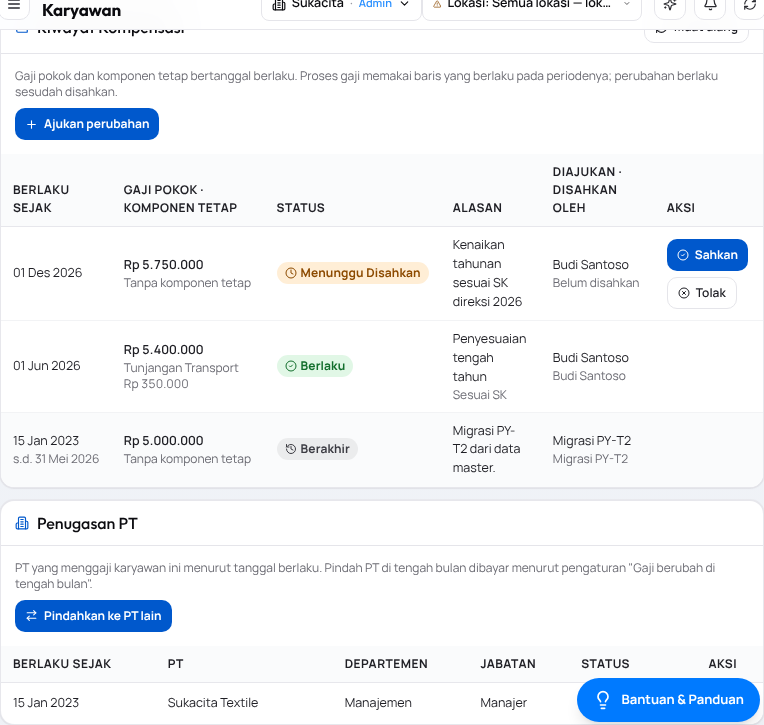 Karyawan
Sukacita · Admin
Lokasi: Semua lokasi — lok...
Riwayat Kompensasi
Muat ulang
Gaji pokok dan komponen tetap bertanggal berlaku. Proses gaji memakai baris yang berlaku pada periodenya; perubahan berlaku
sesudah disahkan.
Ajukan perubahan
BERLAKU
SEJAK
GAJI POKOK ·
KOMPONEN TETAP
STATUS
ALASAN
DIAJUKAN ·
DISAHKAN
OLEH
AKSI
01 Des 2026
Rp 5.750.000
Tanpa komponen tetap
Menunggu Disahkan
Kenaikan
tahunan
sesuai SK
direksi 2026
Budi Santoso
Belum disahkan
Sahkan
Tolak
01 Jun 2026
Rp 5.400.000
Tunjangan Transport
Rp 350.000
Berlaku
Penyesuaian
tengah
tahun
Sesuai SK
Budi Santoso
Budi Santoso
15 Jan 2023
s.d. 31 Mei 2026
Rp 5.000.000
Tanpa komponen tetap
Berakhir
Migrasi PY-
T2 dari data
master.
Migrasi PY-T2
Migrasi PY-T2
Penugasan PT
PT yang menggaji karyawan ini menurut tanggal berlaku. Pindah PT di tengah bulan dibayar menurut pengaturan "Gaji berubah di
tengah bulan".
Pindahkan ke PT lain
BERLAKU SEJAK
PT
DEPARTEMEN
JABATAN
STATUS
AKSI
15 Jan 2023
Sukacita Textile
Manajemen
Manajer
Bantuan & Panduan